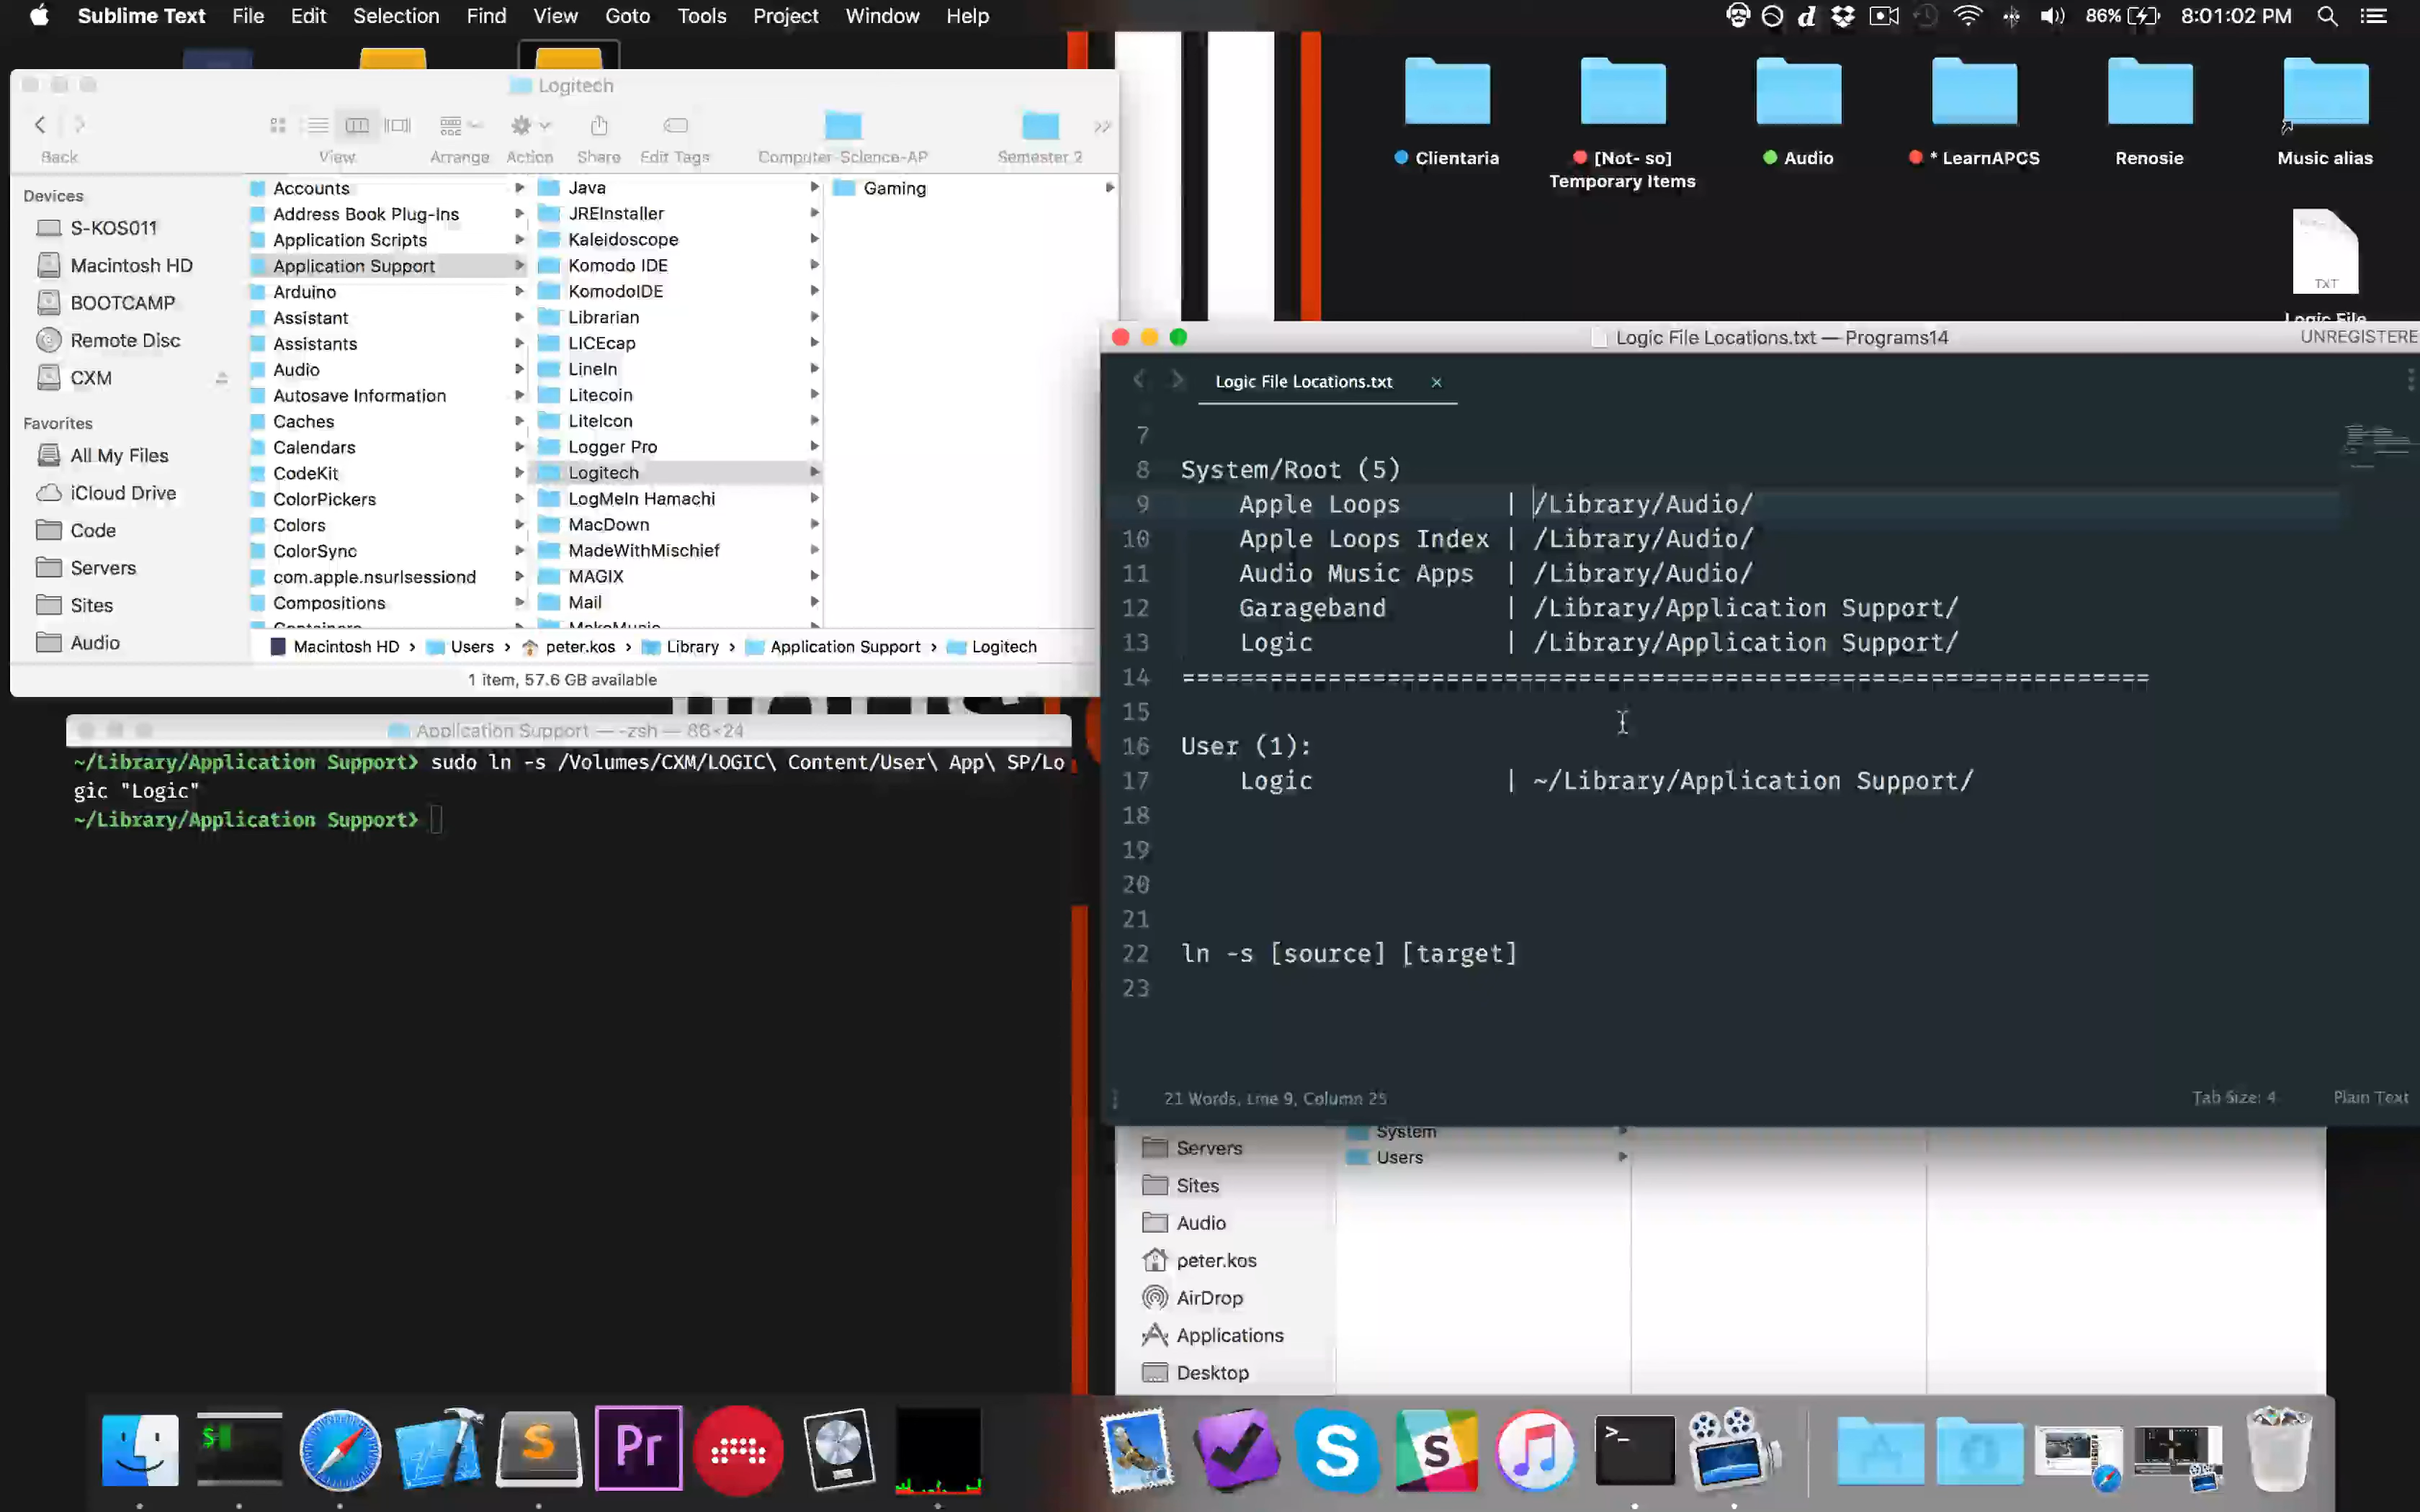 Sublime Text File Edit Selection Find View Goto Tools Project Window Help
86% 8:01:02 PM
Logitech
Back View Arrange Action Share Edit Tags Computer-Science-AP Semester 2
Devices
S-KOS011
Macintosh HD
BOOTCAMP
Remote Disc
CXM
Favorites
All My Files
iCloud Drive
Code
Servers
Sites
Audio
Accounts
Address Book Plug-Ins
Application Scripts
Application Support
Arduino
Assistant
Assistants
Audio
Autosave Information
Caches
Calendars
CodeKit
ColorPickers
Colors
ColorSync
com.apple.nsurlsessiond
Compositions
Containers
Java
JREInstaller
Kaleidoscope
Komodo IDE
KomodoIDE
Librarian
LICEcap
LineIn
Litecoin
LiteIcon
Logger Pro
Logitech
LogMeIn Hamachi
MacDown
MadeWithMischief
MAGIX
Mail
MakeMusic
Gaming
Macintosh HD › Users › peter.kos › Library › Application Support › Logitech
1 item, 57.6 GB available
Clientaria
[Not- so]
Temporary Items
Audio
* LearnAPCS
Renosie
Music alias
TXT
Logic File
Application Support — -zsh — 86×24
~/Library/Application Support> sudo ln -s /Volumes/CXM/LOGIC\ Content/User\ App\ SP/Lo
gic "Logic"
~/Library/Application Support>
Logic File Locations.txt — Programs14
UNREGISTERE
Logic File Locations.txt ×
7
8 System/Root (5)
9 Apple Loops | /Library/Audio/
10 Apple Loops Index | /Library/Audio/
11 Audio Music Apps | /Library/Audio/
12 Garageband | /Library/Application Support/
13 Logic | /Library/Application Support/
14 ==================================================================
15
16 User (1):
17 Logic | ~/Library/Application Support/
18
19
20
21
22 ln -s [source] [target]
23
21 Words, Line 9, Column 25 Tab Size: 4 Plain Text
Servers
Sites
Audio
peter.kos
AirDrop
Applications
Desktop
System
Users
$
S
Pr
S
S
>_